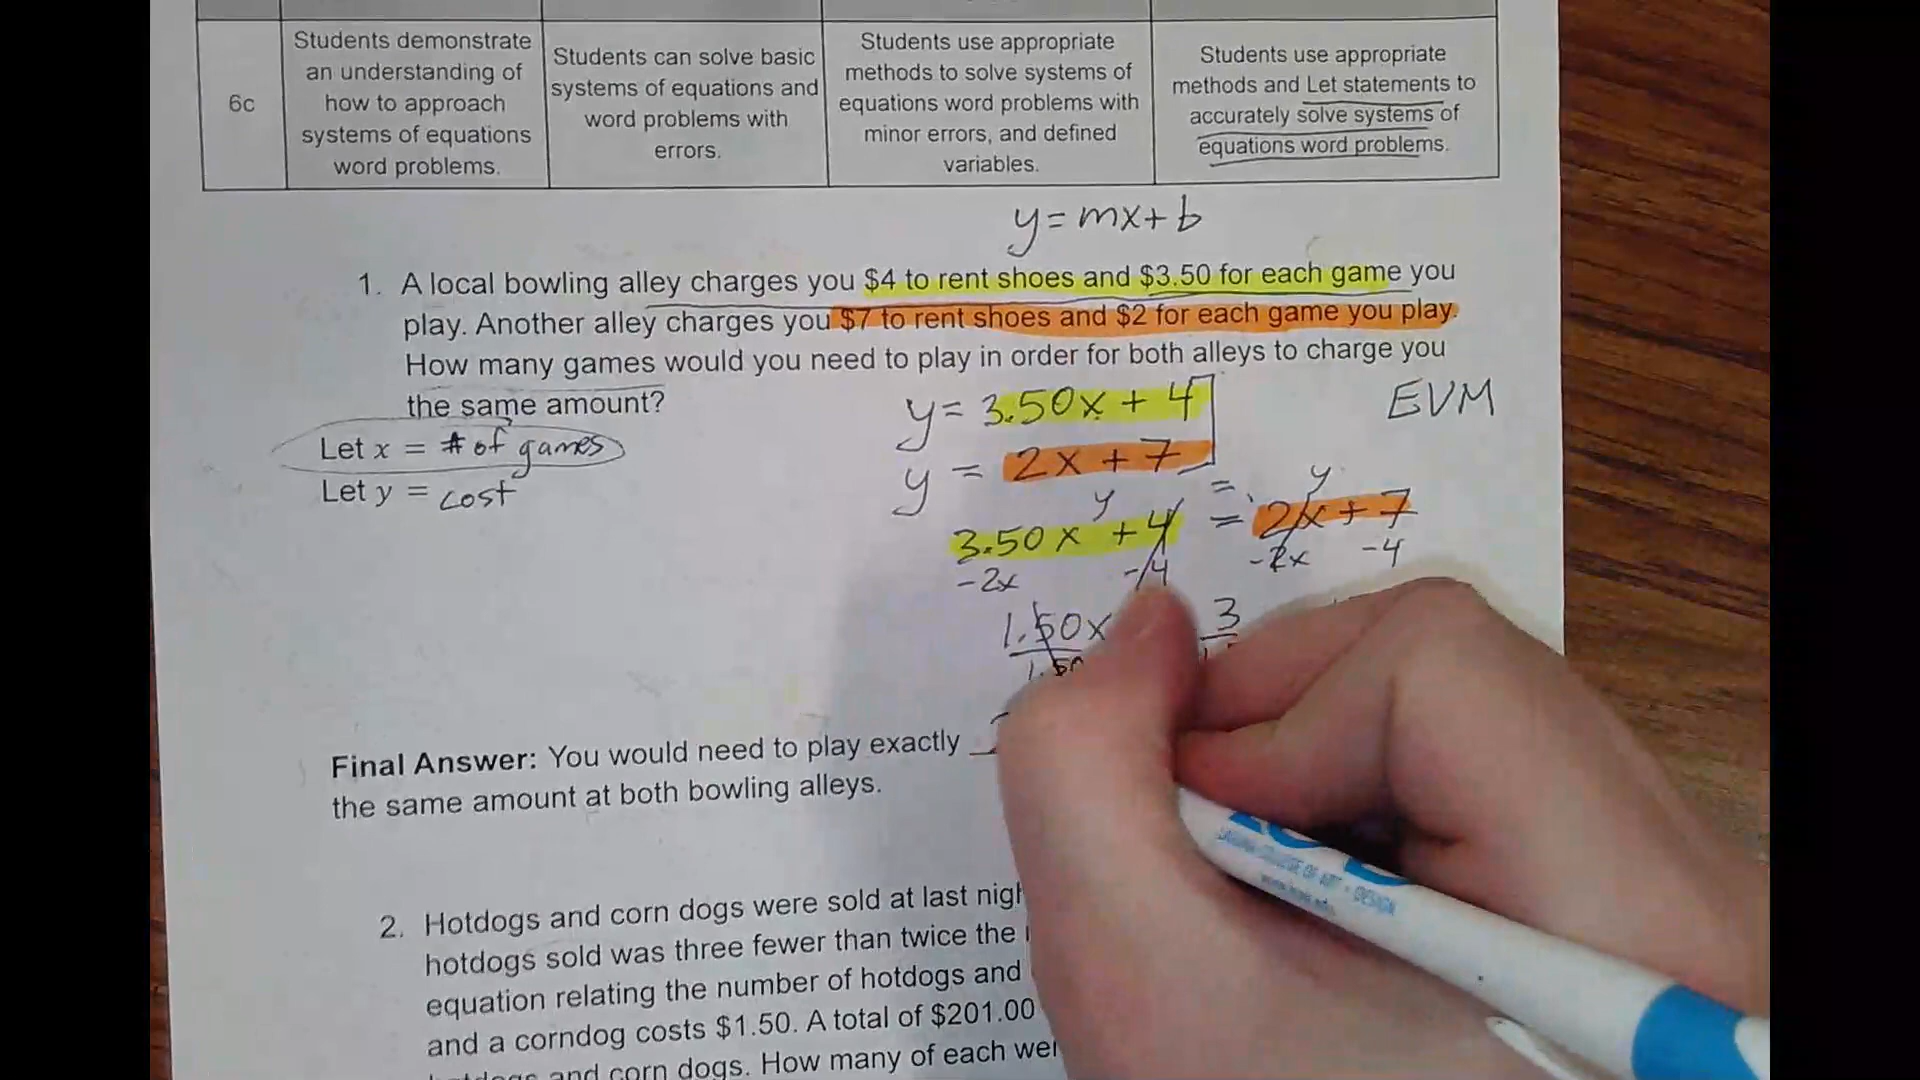 6c
Students demonstrate
an understanding of
how to approach
systems of equations
word problems.
Students can solve basic
systems of equations and
word problems with
errors.
Students use appropriate
methods to solve systems of
equations word problems with
minor errors, and defined
variables.
Students use appropriate
methods and Let statements to
accurately solve systems of
equations word problems.
y = mx + b
1. A local bowling alley charges you $4 to rent shoes and $3.50 for each game you
play. Another alley charges you $7 to rent shoes and $2 for each game you play.
How many games would you need to play in order for both alleys to charge you
the same amount?
Let x = # of games
Let y = cost
EVM
y = 3.50x + 4
y = 2x + 7
y = y
3.50x + 4 = 2x + 7
-2x -4 -2x -4
1.50x 3
1.50
Final Answer: You would need to play exactly
the same amount at both bowling alleys.
2. Hotdogs and corn dogs were sold at last
hotdogs sold was three fewer than twice the
equation relating the number of hotdogs and
and a corndog costs $1.50. A total of $201.00
and corn dogs. How many of each